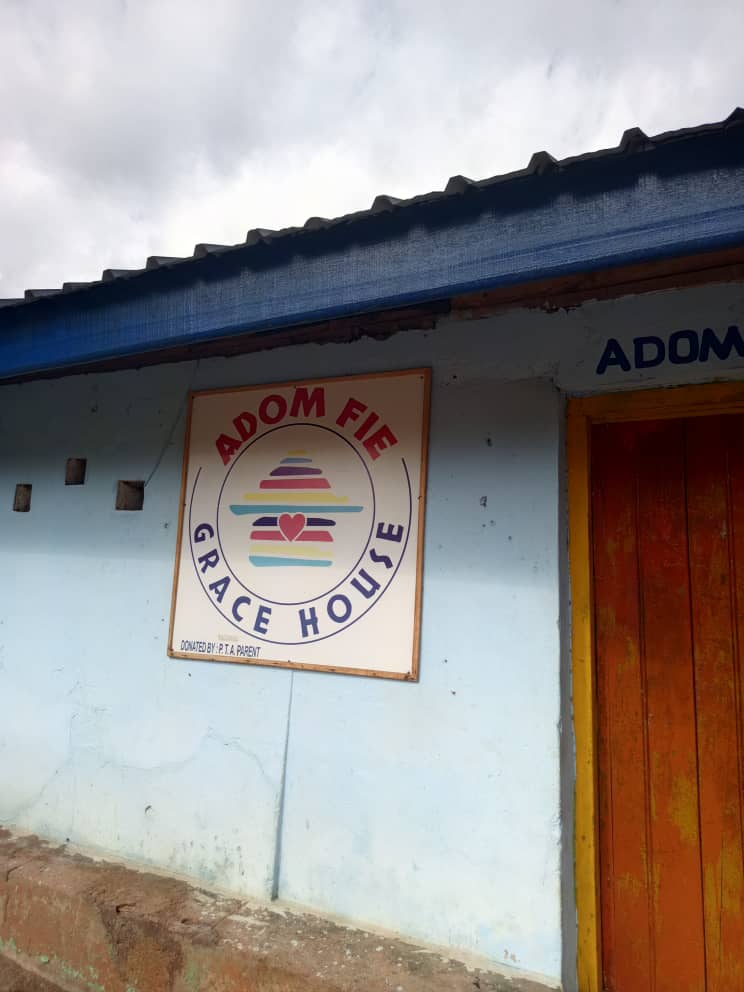 ADOM FIE
GRACE HOUSE
DONATED BY : P. T. A. PARENT
ADOM